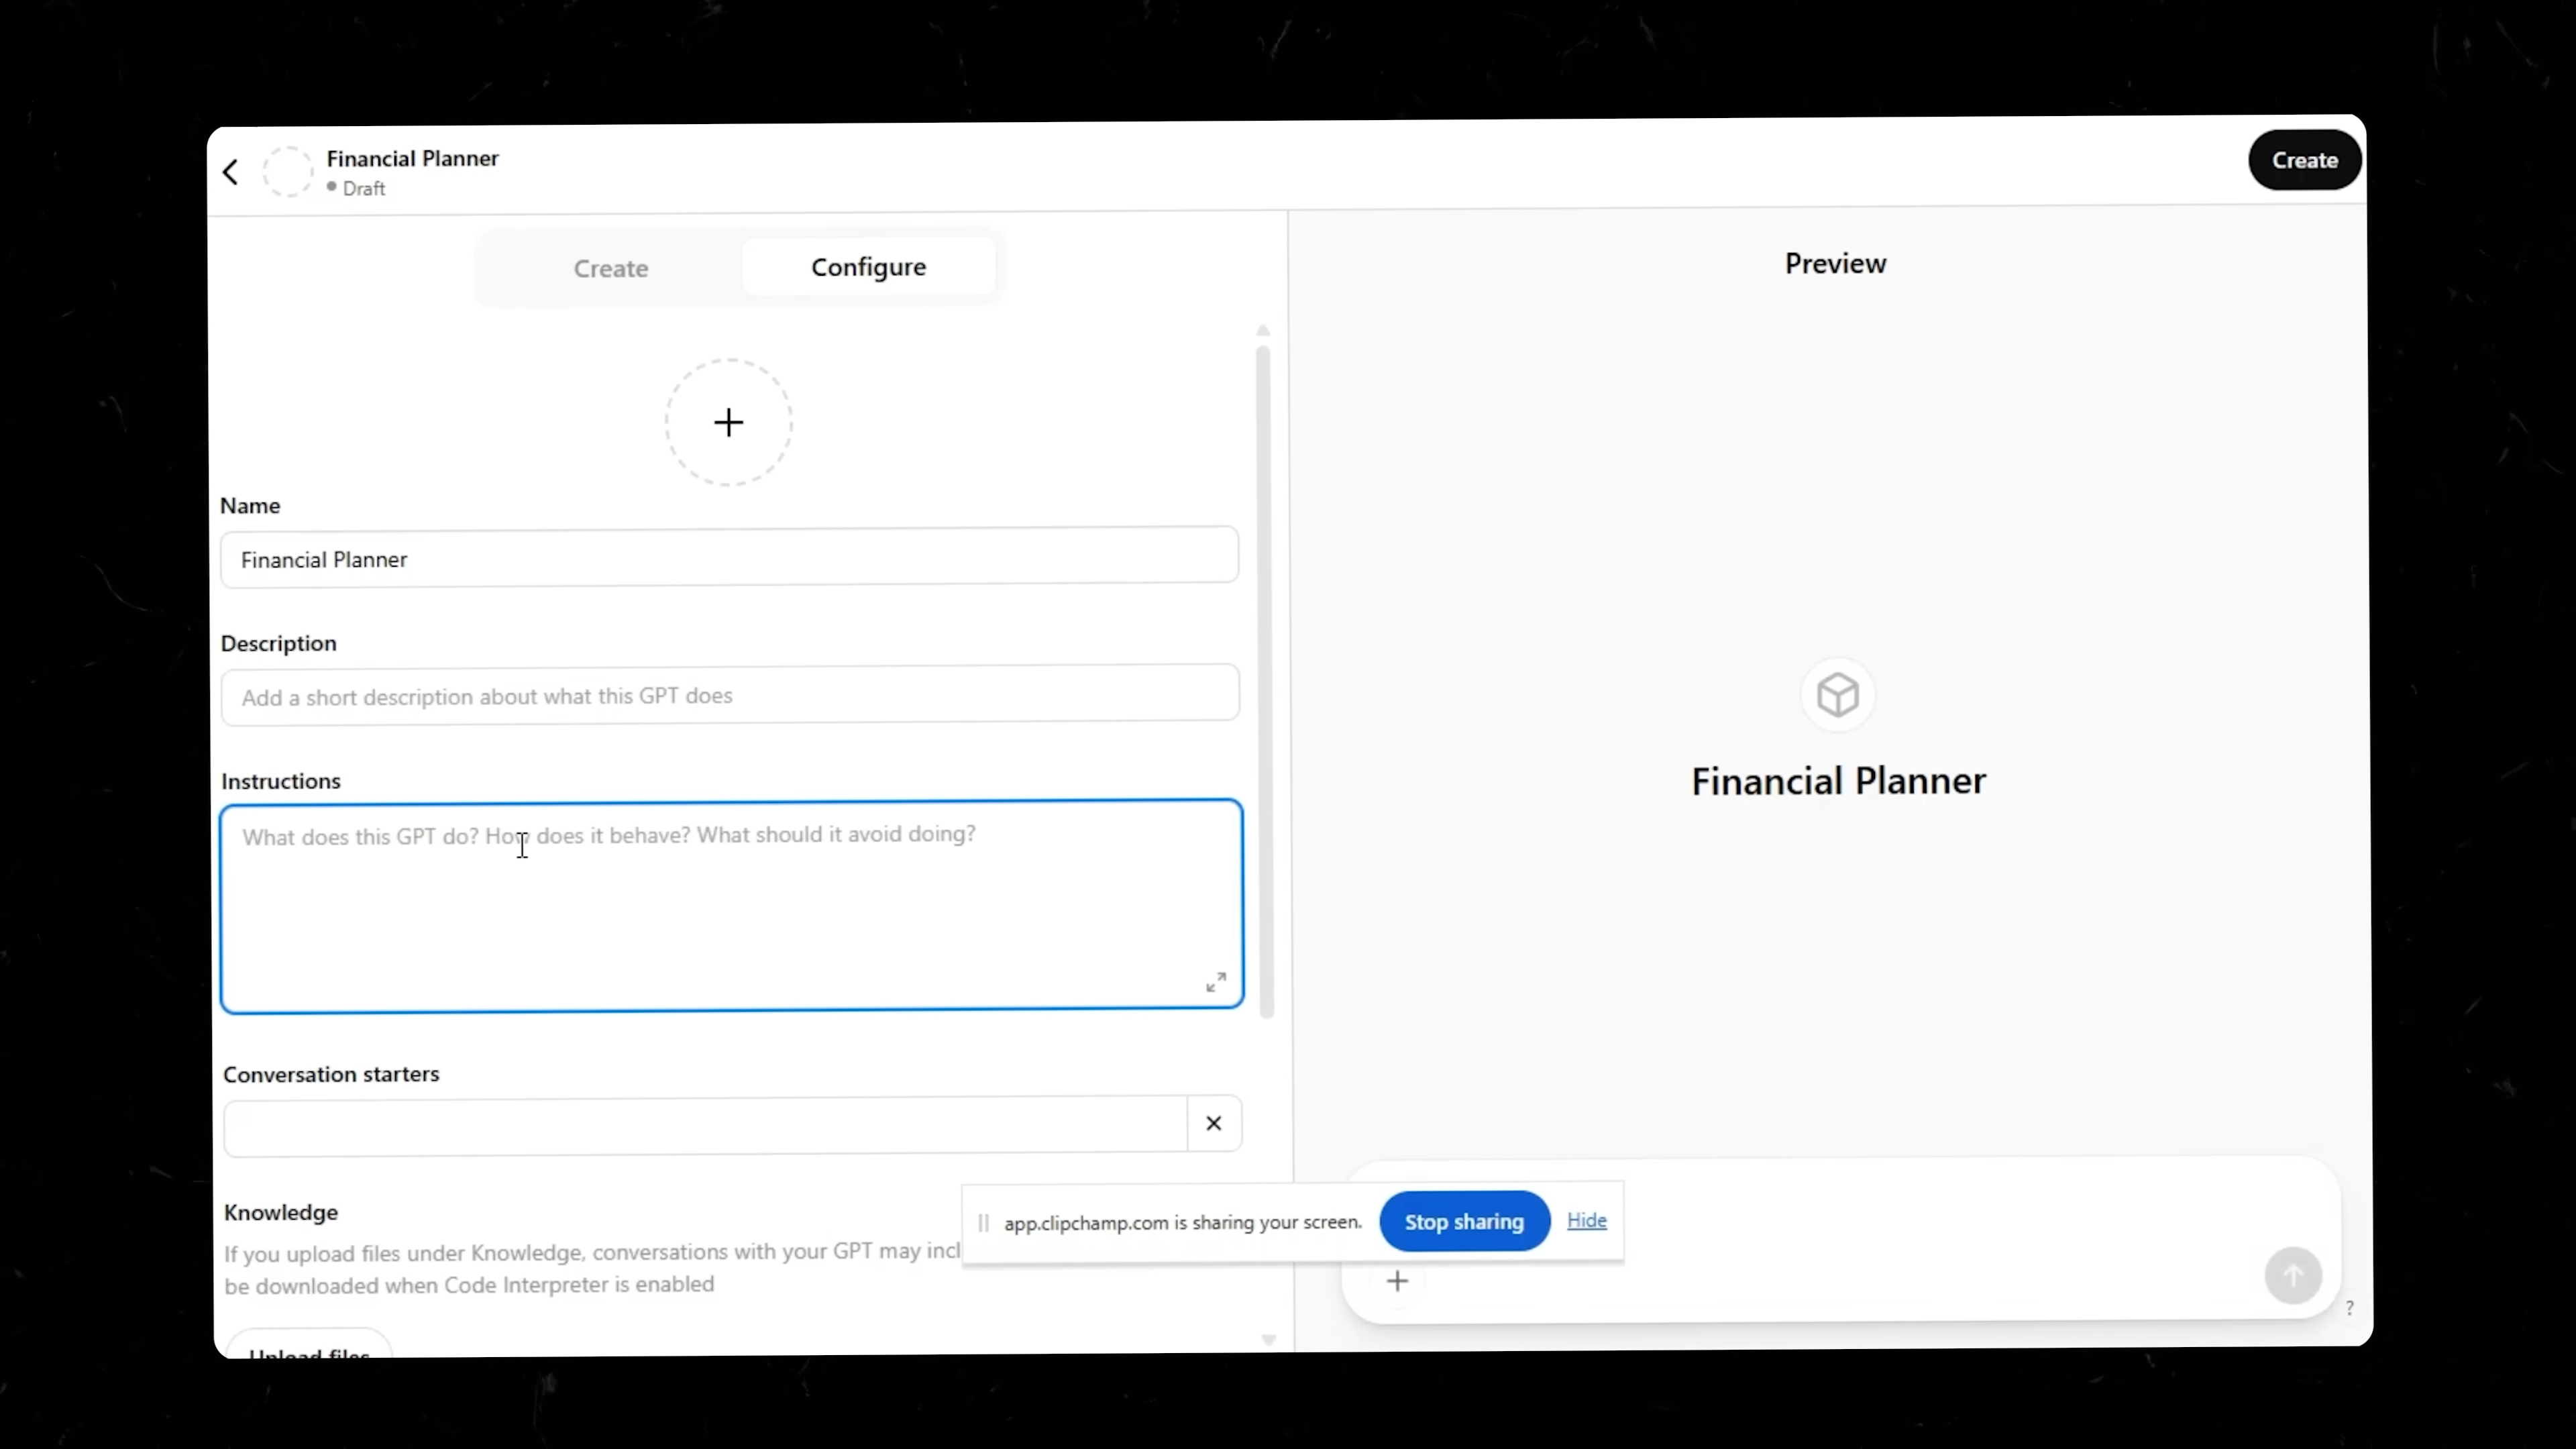 Financial Planner
Draft
Create
Create
Configure
Preview
Name
Financial Planner
Description
Add a short description about what this GPT does
Instructions
What does this GPT do? How does it behave? What should it avoid doing?
Financial Planner
Conversation starters
Knowledge
If you upload files under Knowledge, conversations with your GPT may incl
be downloaded when Code Interpreter is enabled
Upload files
app.clipchamp.com is sharing your screen.
Stop sharing
Hide
?